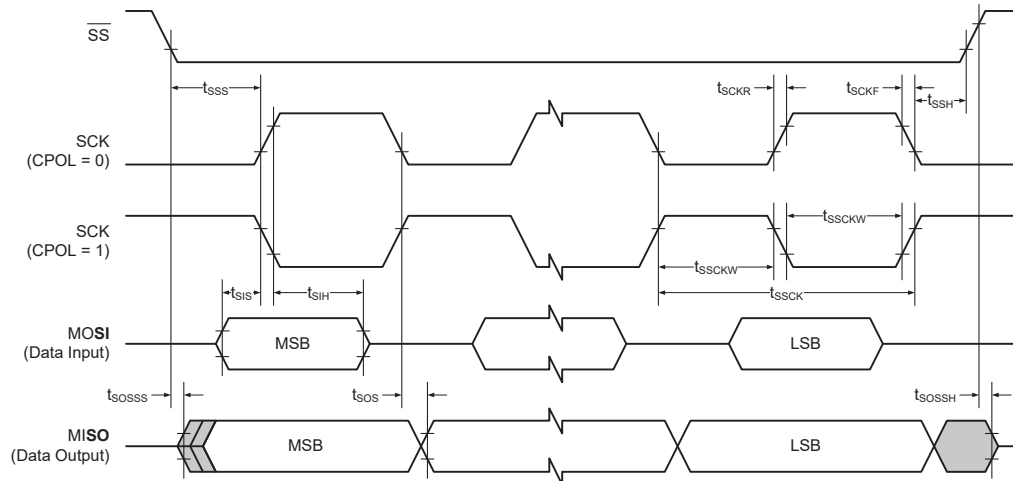 SS
tSSS
tSCKR
tSCKF
tSSH
SCK
(CPOL = 0)
SCK
(CPOL = 1)
tSSCKW
tSSCKW
tSIS
tSIH
tSSCK
MOSI
(Data Input)
MSB
LSB
tSOSSS
tSOS
tSOSSH
MISO
(Data Output)
MSB
LSB